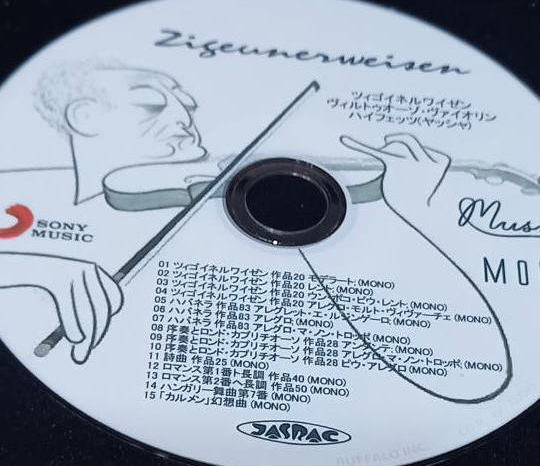 Zigeunerweisen
ツィゴイネルワイゼン
ヴィルトゥオーゾ・ヴァイオリン
ハイフェッツ(ヤッシャ)
SONY
MUSIC
Mus
MO
01 ツィゴイネルワイゼン 作品20 モデラート(MONO)
02 ツィゴイネルワイゼン 作品20 レント(MONO)
03 ツィゴイネルワイゼン 作品20 ウン・ポコ・ピウ・レント(MONO)
04 ツィゴイネルワイゼン 作品20 アレグロ・モルト・ヴィヴァーチェ(MONO)
05 ハバネラ 作品83 アレグレット・エ・(MONO)
06 ハバネラ 作品83 アレグロ(MONO)
07 ハバネラ 作品83 アレグロ・マ・ノン・トロッポ(MONO)
08 序奏とロンド・カプリチオーソ 作品28 アンダンテ(MONO)
09 序奏とロンド・カプリチオーソ 作品28 アレグロ・マ・ノン・トロッポ(MONO)
10 序奏とロンド・カプリチオーソ 作品28 ピウ・アレグロ(MONO)
11 詩曲 作品25(MONO)
12 ロマンス第1番ト長調 作品40(MONO)
13 ロマンス第2番ヘ長調 作品50(MONO)
14 ハンガリー舞曲第7番(MONO)
15 「カルメン」幻想曲(MONO)
JASRAC
BUFFALO INC.